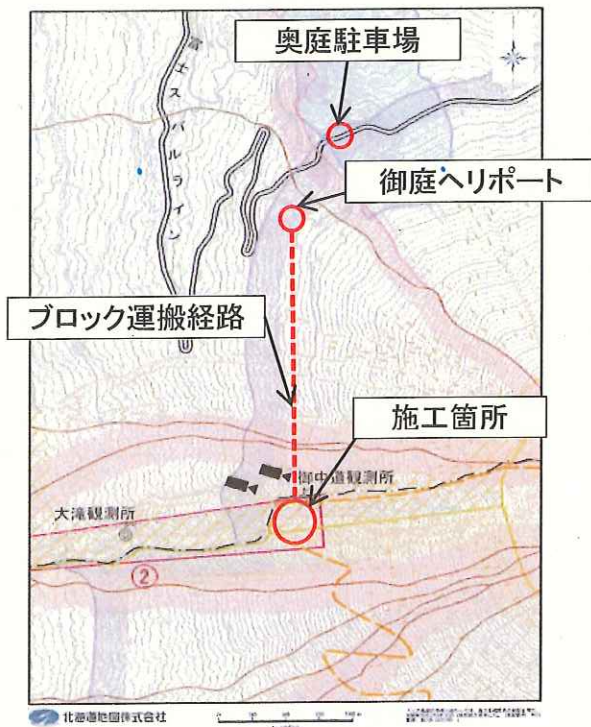 奥庭駐車場
富士スバルライン
御庭ヘリポート
ブロック運搬経路
施工箇所
御中道観測所
大滝観測所
②
北海道地図株式会社